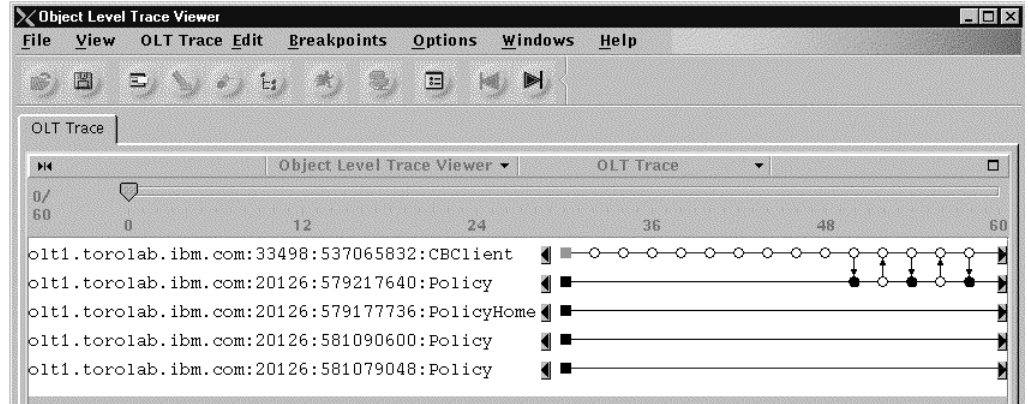 Object Level Trace Viewer
File View OLT Trace Edit Breakpoints Options Windows Help
OLT Trace
Object Level Trace Viewer OLT Trace
0/
60
0 12 24 36 48 60
olt1.torolab.ibm.com:33498:537065832:CBClient
olt1.torolab.ibm.com:20126:579217640:Policy
olt1.torolab.ibm.com:20126:579177736:PolicyHome
olt1.torolab.ibm.com:20126:581090600:Policy
olt1.torolab.ibm.com:20126:581079048:Policy